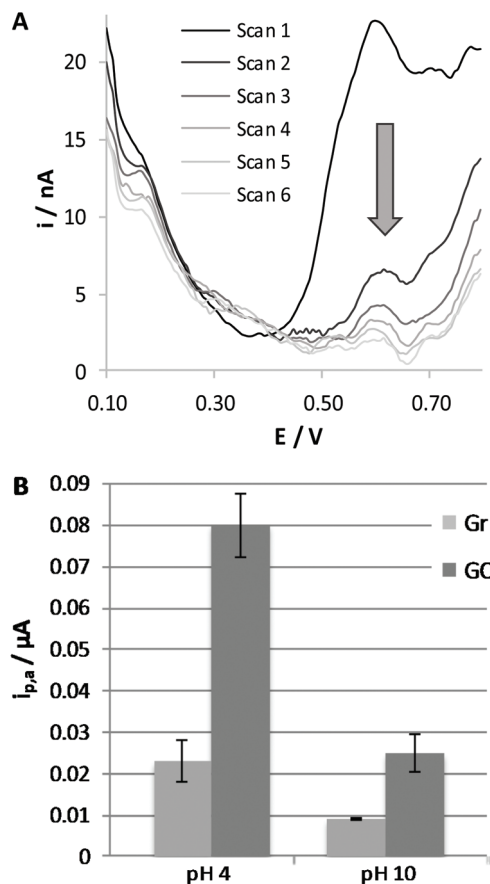 A
Scan 1
Scan 2
Scan 3
Scan 4
Scan 5
Scan 6
20
15
10
5
0
i / nA
0.10 0.30 0.50 0.70
E / V
B
0.09
0.08
0.07
0.06
0.05
0.04
0.03
0.02
0.01
0
i p,a / µA
Gr
GO
pH 4 pH 10